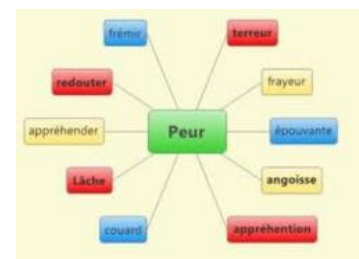 frémir
terreur
redouter
frayeur
appréhender
Peur
épouvante
Lâche
angoisse
couard
appréhention